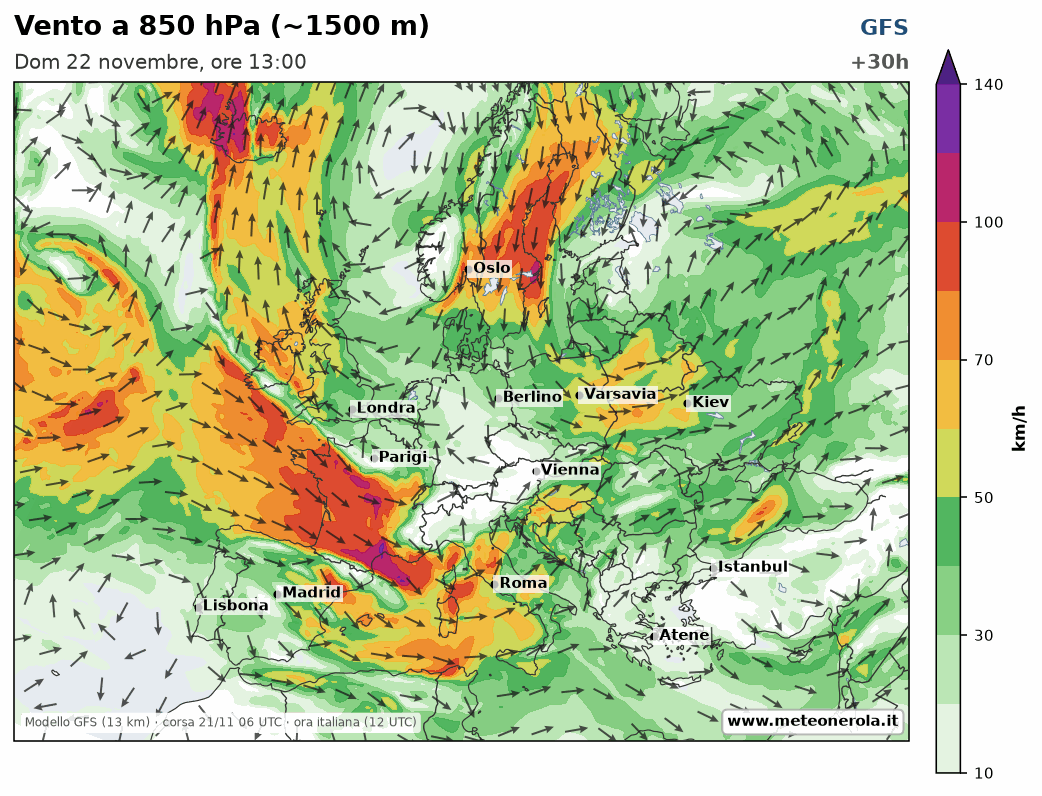 Vento a 850 hPa (~1500 m)
GFS
Dom 22 novembre, ore 13:00
+30h
140
100
70
50
30
10
km/h
Oslo
Londra
Berlino
Varsavia
Kiev
Parigi
Vienna
Istanbul
Roma
Madrid
Lisbona
Atene
Modello GFS (13 km) · corsa 21/11 06 UTC · ora italiana (12 UTC)
www.meteonerola.it